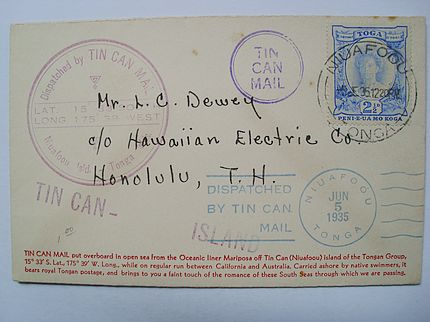 Dispatched by TIN CAN MAIL
LAT. 15
LONG 175 39 WEST
Niuafoou Island Tonga
TIN
CAN
MAIL
TOGA
2½
PENI-E-UA MO KOGA
NIUAFOOU
TONGA
Mr. L. C. Dewey
c/o Hawaiian Electric Co
Honolulu, T. H.
TIN CAN-
ISLAND
DISPATCHED
BY TIN CAN
MAIL
NIUAFOÓU
JUN
5
1935
TONGA
1.00
TIN CAN MAIL put overboard in open sea from the Oceanic liner Mariposa off Tin Can (Niuafoou) Island of the Tongan Group,
15° 33' S. Lat., 175° 39' W. Long., while on regular run between California and Australia. Carried ashore by native swimmers, it
bears royal Tongan postage, and brings to you a faint touch of the romance of these South Seas through which we are passing.